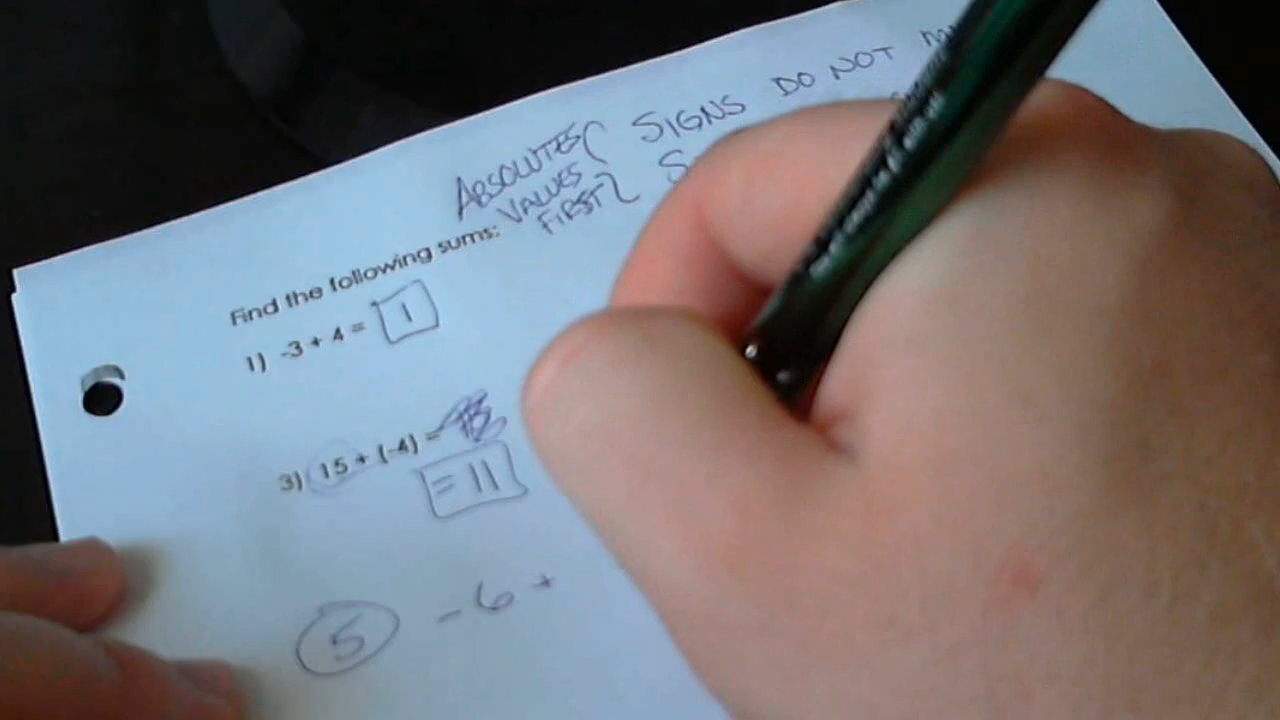 ABSOLUTES SIGNS DO NOT
VALUES
FIRST
Find the following sums:
1) -3 + 4 = 1
3) 15 + (-4) =
= 11
5 -6 +